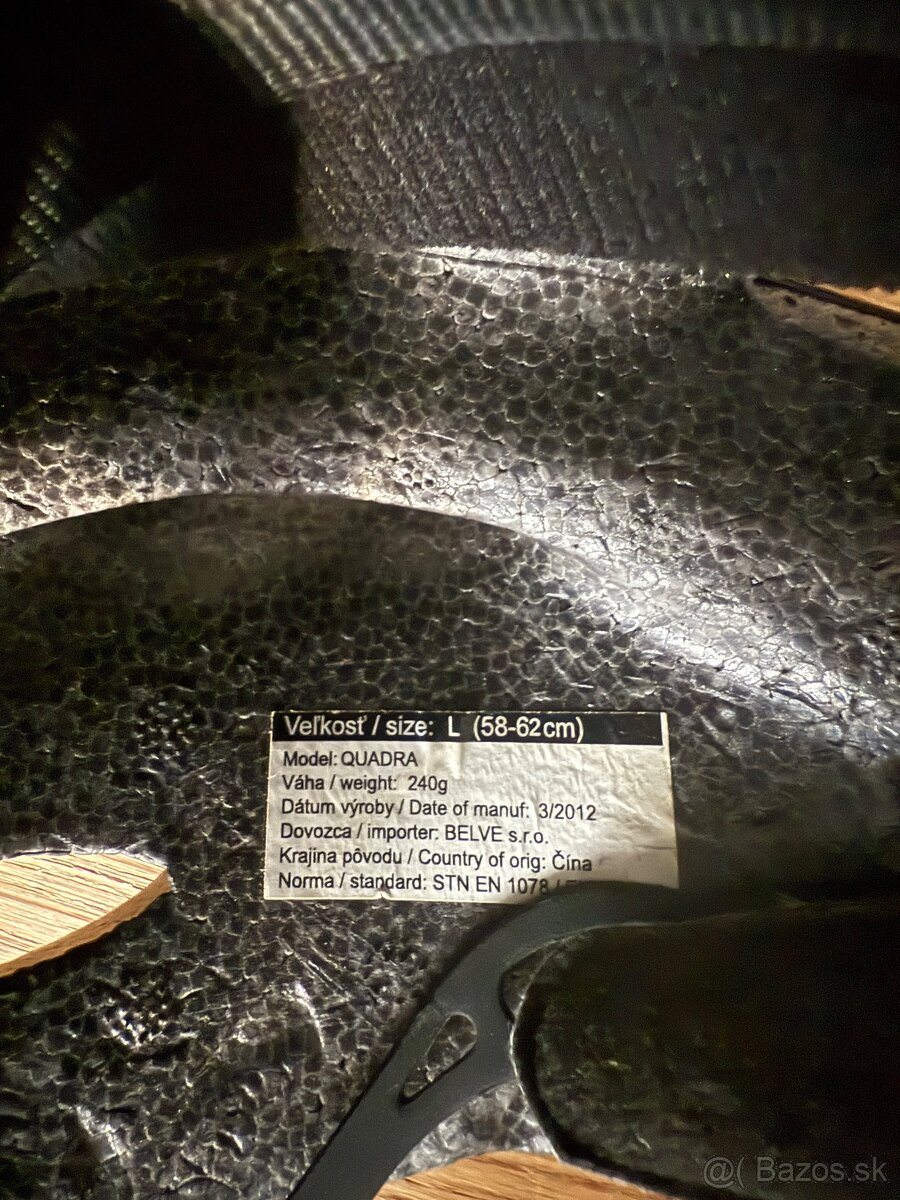 Veľkosť / size: L (58-62cm)
Model: QUADRA
Váha / weight: 240g
Dátum výroby / Date of manuf: 3/2012
Dovozca / importer: BELVE s.r.o.
Krajina pôvodu / Country of orig: Čína
Norma / standard: STN EN 1078 /
@( Bazos.sk